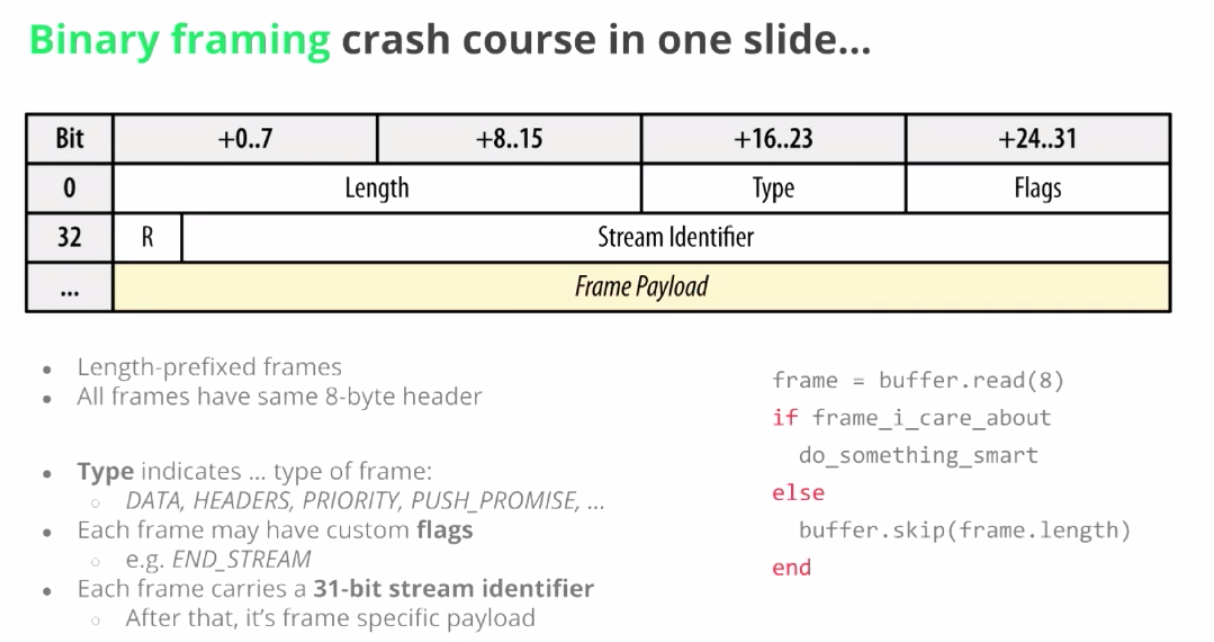 Binary framing crash course in one slide...
Bit +0..7 +8..15 +16..23 +24..31
0 Length Type Flags
32 R Stream Identifier
... Frame Payload
• Length-prefixed frames
• All frames have same 8-byte header
• Type indicates ... type of frame:
○ DATA, HEADERS, PRIORITY, PUSH_PROMISE, ...
• Each frame may have custom flags
○ e.g. END_STREAM
• Each frame carries a 31-bit stream identifier
○ After that, it's frame specific payload
frame = buffer.read(8)
if frame_i_care_about
  do_something_smart
else
  buffer.skip(frame.length)
end